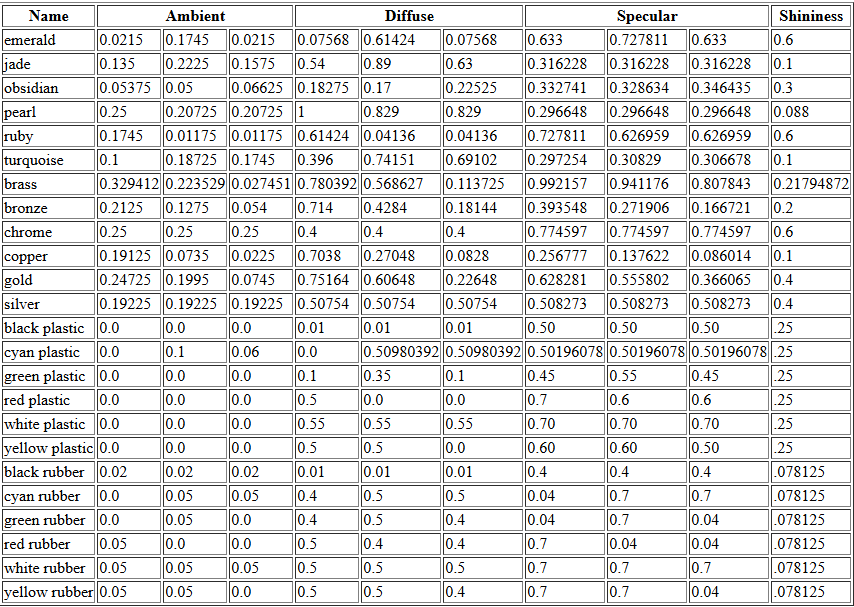 Name Ambient Diffuse Specular Shininess
emerald 0.0215 0.1745 0.0215 0.07568 0.61424 0.07568 0.633 0.727811 0.633 0.6
jade 0.135 0.2225 0.1575 0.54 0.89 0.63 0.316228 0.316228 0.316228 0.1
obsidian 0.05375 0.05 0.06625 0.18275 0.17 0.22525 0.332741 0.328634 0.346435 0.3
pearl 0.25 0.20725 0.20725 1 0.829 0.829 0.296648 0.296648 0.296648 0.088
ruby 0.1745 0.01175 0.01175 0.61424 0.04136 0.04136 0.727811 0.626959 0.626959 0.6
turquoise 0.1 0.18725 0.1745 0.396 0.74151 0.69102 0.297254 0.30829 0.306678 0.1
brass 0.329412 0.223529 0.027451 0.780392 0.568627 0.113725 0.992157 0.941176 0.807843 0.21794872
bronze 0.2125 0.1275 0.054 0.714 0.4284 0.18144 0.393548 0.271906 0.166721 0.2
chrome 0.25 0.25 0.25 0.4 0.4 0.4 0.774597 0.774597 0.774597 0.6
copper 0.19125 0.0735 0.0225 0.7038 0.27048 0.0828 0.256777 0.137622 0.086014 0.1
gold 0.24725 0.1995 0.0745 0.75164 0.60648 0.22648 0.628281 0.555802 0.366065 0.4
silver 0.19225 0.19225 0.19225 0.50754 0.50754 0.50754 0.508273 0.508273 0.508273 0.4
black plastic 0.0 0.0 0.0 0.01 0.01 0.01 0.50 0.50 0.50 .25
cyan plastic 0.0 0.1 0.06 0.0 0.50980392 0.50980392 0.50196078 0.50196078 0.50196078 .25
green plastic 0.0 0.0 0.0 0.1 0.35 0.1 0.45 0.55 0.45 .25
red plastic 0.0 0.0 0.0 0.5 0.0 0.0 0.7 0.6 0.6 .25
white plastic 0.0 0.0 0.0 0.55 0.55 0.55 0.70 0.70 0.70 .25
yellow plastic 0.0 0.0 0.0 0.5 0.5 0.0 0.60 0.60 0.50 .25
black rubber 0.02 0.02 0.02 0.01 0.01 0.01 0.4 0.4 0.4 .078125
cyan rubber 0.0 0.05 0.05 0.4 0.5 0.5 0.04 0.7 0.7 .078125
green rubber 0.0 0.05 0.0 0.4 0.5 0.4 0.04 0.7 0.04 .078125
red rubber 0.05 0.0 0.0 0.5 0.4 0.4 0.7 0.04 0.04 .078125
white rubber 0.05 0.05 0.05 0.5 0.5 0.5 0.7 0.7 0.7 .078125
yellow rubber 0.05 0.05 0.0 0.5 0.5 0.4 0.7 0.7 0.04 .078125